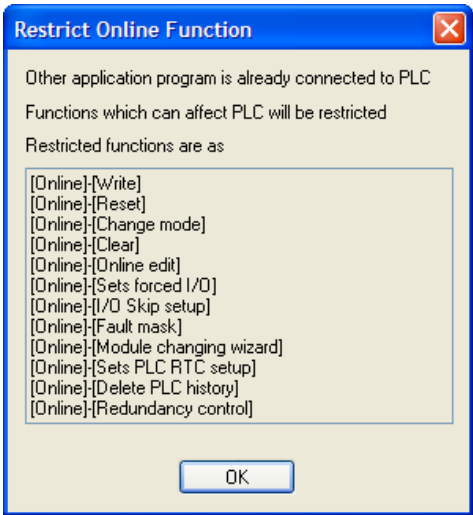 Restrict Online Function
Other application program is already connected to PLC
Functions which can affect PLC will be restricted
Restricted functions are as
[Online]-[Write]
[Online]-[Reset]
[Online]-[Change mode]
[Online]-[Clear]
[Online]-[Online edit]
[Online]-[Sets forced I/O]
[Online]-[I/O Skip setup]
[Online]-[Fault mask]
[Online]-[Module changing wizard]
[Online]-[Sets PLC RTC setup]
[Online]-[Delete PLC history]
[Online]-[Redundancy control]
OK